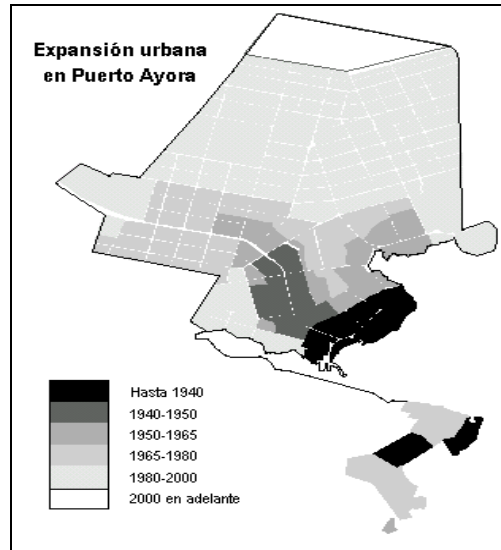 Expansión urbana
en Puerto Ayora
Hasta 1940
1940-1950
1950-1965
1965-1980
1980-2000
2000 en adelante